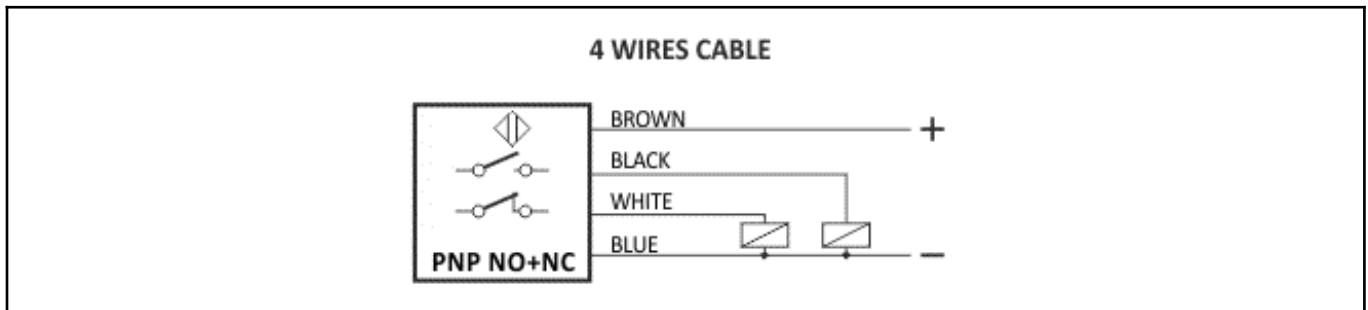 4 WIRES CABLE
BROWN
+
BLACK
WHITE
BLUE
−
PNP NO+NC